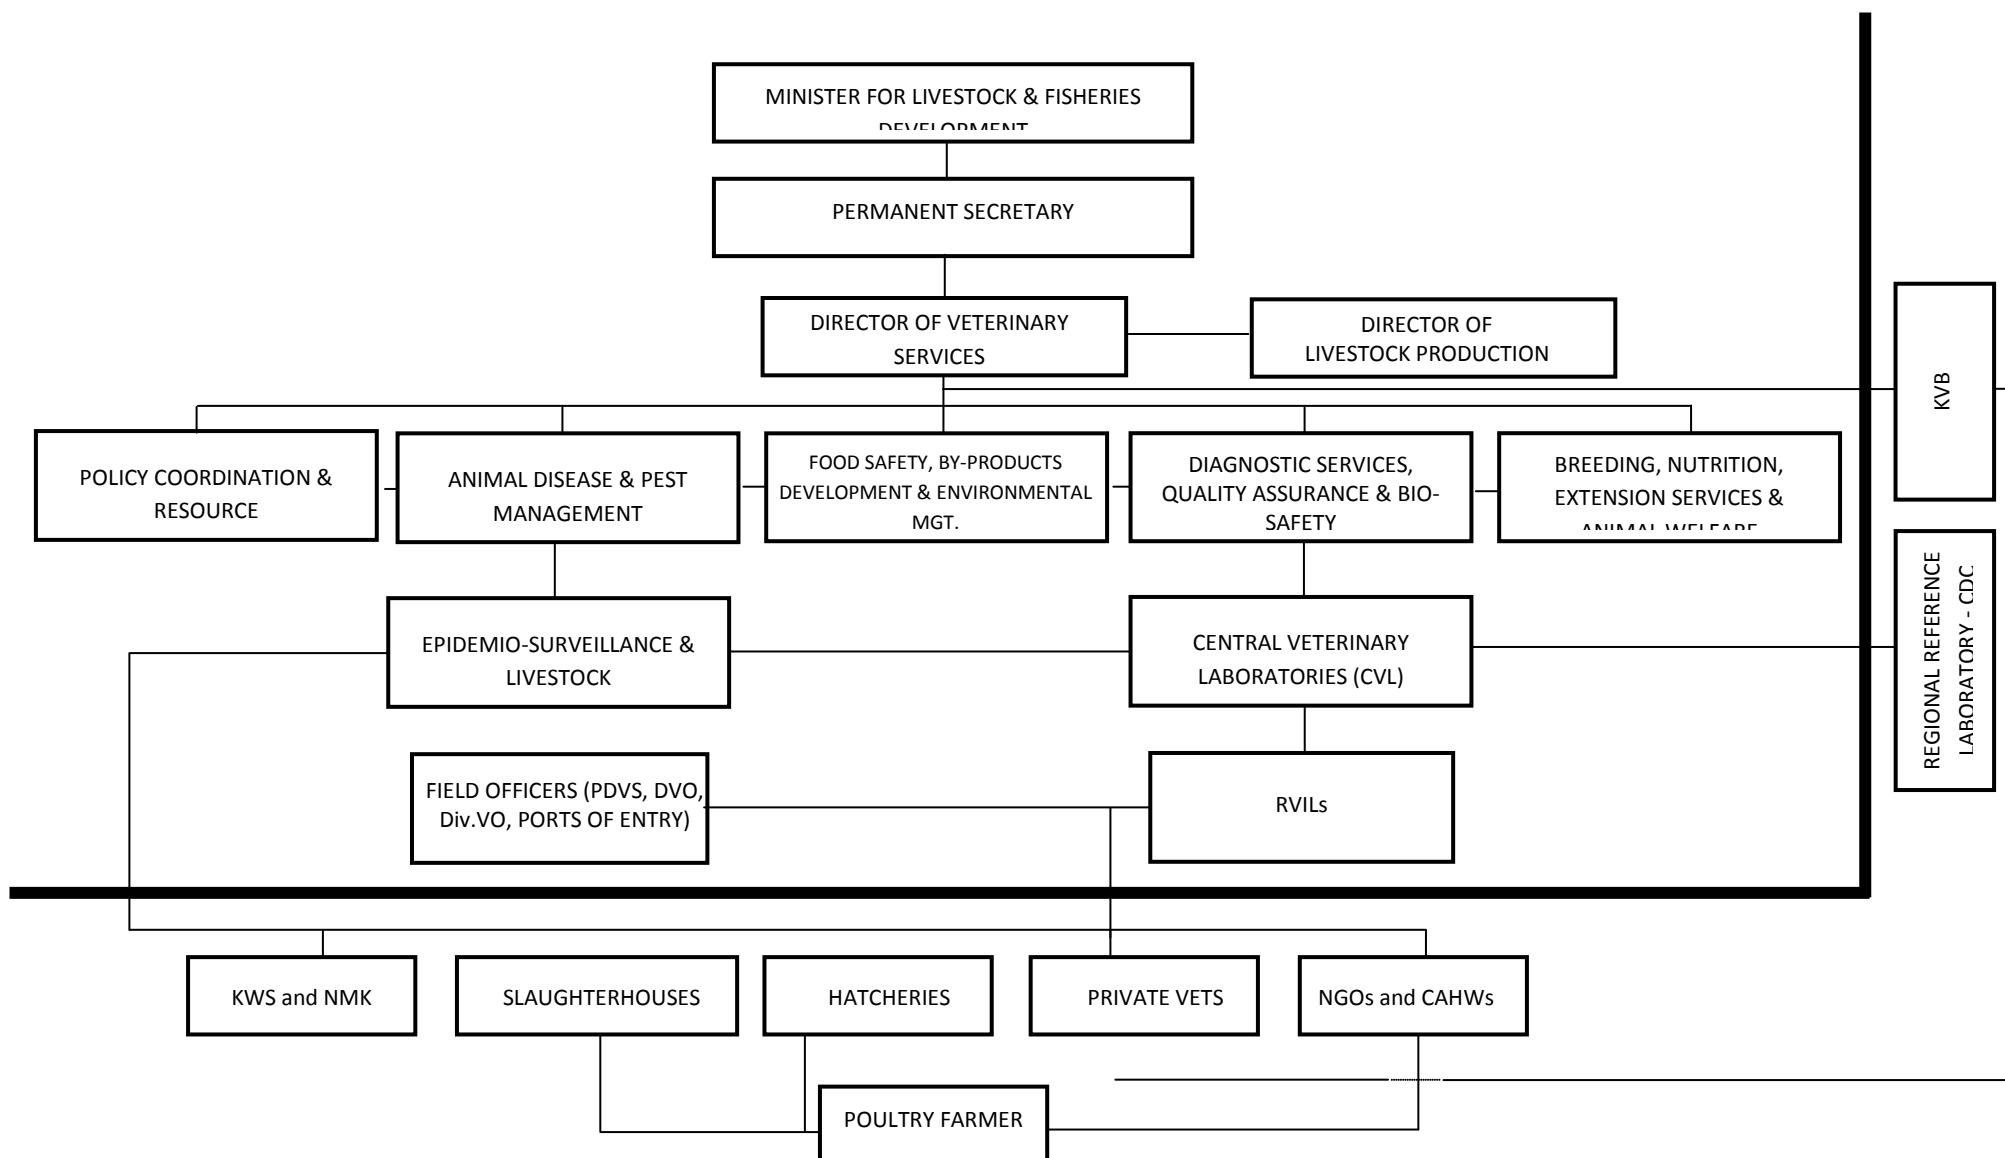 MINISTER FOR LIVESTOCK & FISHERIES
DEVELOPMENT
PERMANENT SECRETARY
DIRECTOR OF VETERINARY
SERVICES
DIRECTOR OF
LIVESTOCK PRODUCTION
KVB
POLICY COORDINATION &
RESOURCE
ANIMAL DISEASE & PEST
MANAGEMENT
FOOD SAFETY, BY-PRODUCTS
DEVELOPMENT & ENVIRONMENTAL
MGT.
DIAGNOSTIC SERVICES,
QUALITY ASSURANCE & BIO-
SAFETY
BREEDING, NUTRITION,
EXTENSION SERVICES &
ANIMAL WELFARE
REGIONAL REFERENCE
LABORATORY - CDC
EPIDEMIO-SURVEILLANCE &
LIVESTOCK
CENTRAL VETERINARY
LABORATORIES (CVL)
FIELD OFFICERS (PDVS, DVO,
Div.VO, PORTS OF ENTRY)
RVILs
KWS and NMK
SLAUGHTERHOUSES
HATCHERIES
PRIVATE VETS
NGOs and CAHWs
POULTRY FARMER